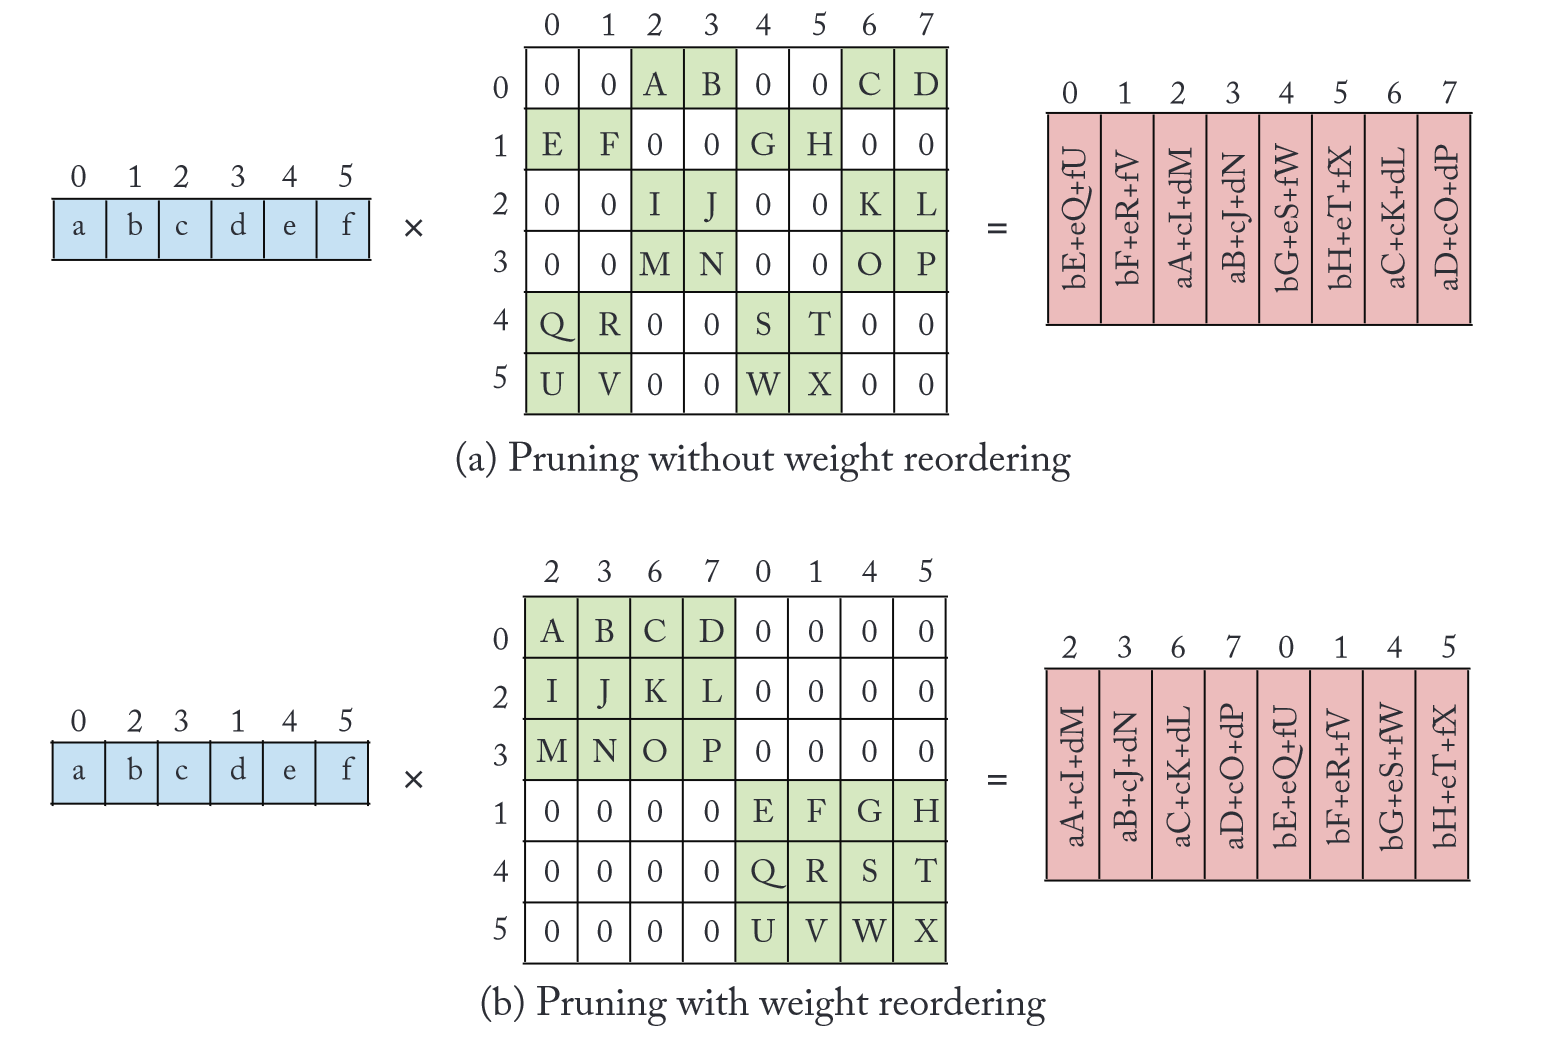 0 1 2 3 4 5 6 7
0 0 0 A B 0 0 C D
1 E F 0 0 G H 0 0
2 0 0 I J 0 0 K L
3 0 0 M N 0 0 O P
4 Q R 0 0 S T 0 0
5 U V 0 0 W X 0 0
0 1 2 3 4 5
a b c d e f
×
=
0 1 2 3 4 5 6 7
bE+eQ+fU
bF+eR+fV
aA+cI+dM
aB+cJ+dN
bG+eS+fW
bH+eT+fX
aC+cK+dL
aD+cO+dP
(a) Pruning without weight reordering
2 3 6 7 0 1 4 5
0 A B C D 0 0 0 0
2 I J K L 0 0 0 0
3 M N O P 0 0 0 0
1 0 0 0 0 E F G H
4 0 0 0 0 Q R S T
5 0 0 0 0 U V W X
0 2 3 1 4 5
a b c d e f
×
=
2 3 6 7 0 1 4 5
aA+cI+dM
aB+cJ+dN
aC+cK+dL
aD+cO+dP
bE+eQ+fU
bF+eR+fV
bG+eS+fW
bH+eT+fX
(b) Pruning with weight reordering